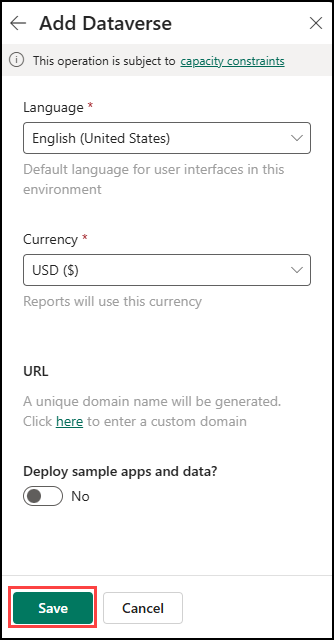 Add Dataverse
This operation is subject to capacity constraints
Language *
English (United States)
Default language for user interfaces in this
environment
Currency *
USD ($)
Reports will use this currency
URL
A unique domain name will be generated.
Click here to enter a custom domain
Deploy sample apps and data?
No
Save Cancel